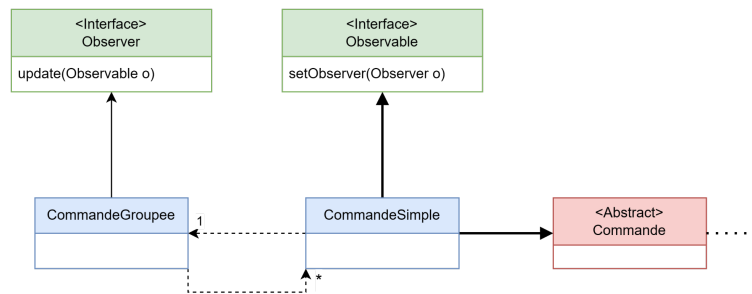 <Interface>
Observer
update(Observable o)
<Interface>
Observable
setObserver(Observer o)
CommandeGroupee
1
CommandeSimple
*
<Abstract>
Commande